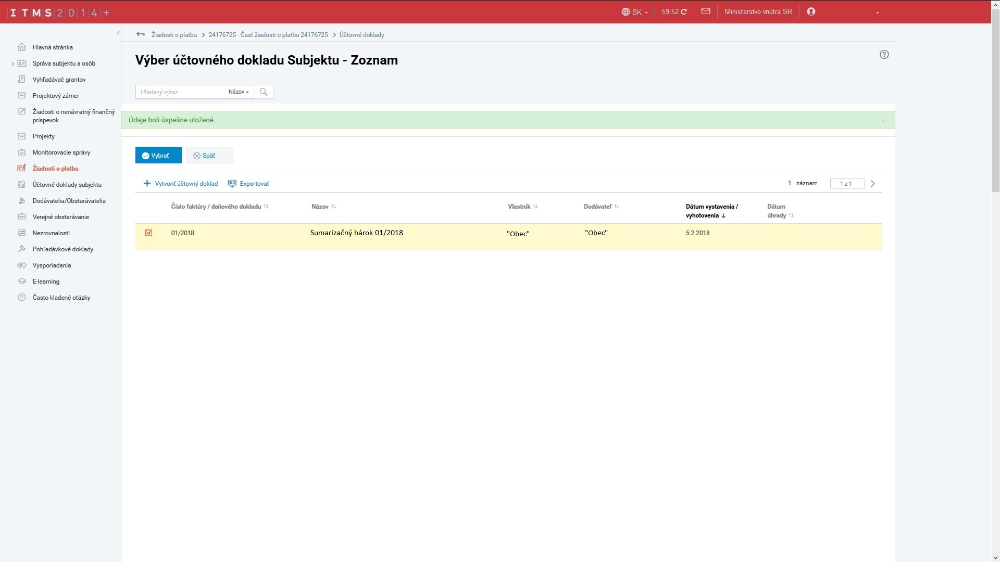 ITMS2014+
SK
59:52
Ministerstvo vnútra SR
«
Hlavná stránka
Správa subjektu a osôb
Vyhľadávač grantov
Projektový zámer
Žiadosti o nenávratný finančný
príspevok
Projekty
Monitorovacie správy
Žiadosti o platbu
Účtovné doklady subjektu
Dodávatelia/Obstarávatelia
Verejné obstarávanie
Nezrovnalosti
Pohľadávkové doklady
Vysporiadania
E-learning
Často kladené otázky
Žiadosti o platbu > 24176725 - Časť žiadosti o platbu 24176725 > Účtovné doklady
Výber účtovného dokladu Subjektu - Zoznam
Hľadaný výraz Názov
Údaje boli úspešne uložené. ×
Vybrať Späť
Vytvoriť účtovný doklad XLS Exportovať 1 záznam 1 z 1
Číslo faktúry / daňového dokladu Názov Vlastník Dodávateľ Dátum vystavenia / Dátum
vyhotovenia úhrady
01/2018 Sumarizačný hárok 01/2018 "Obec" "Obec" 5.2.2018